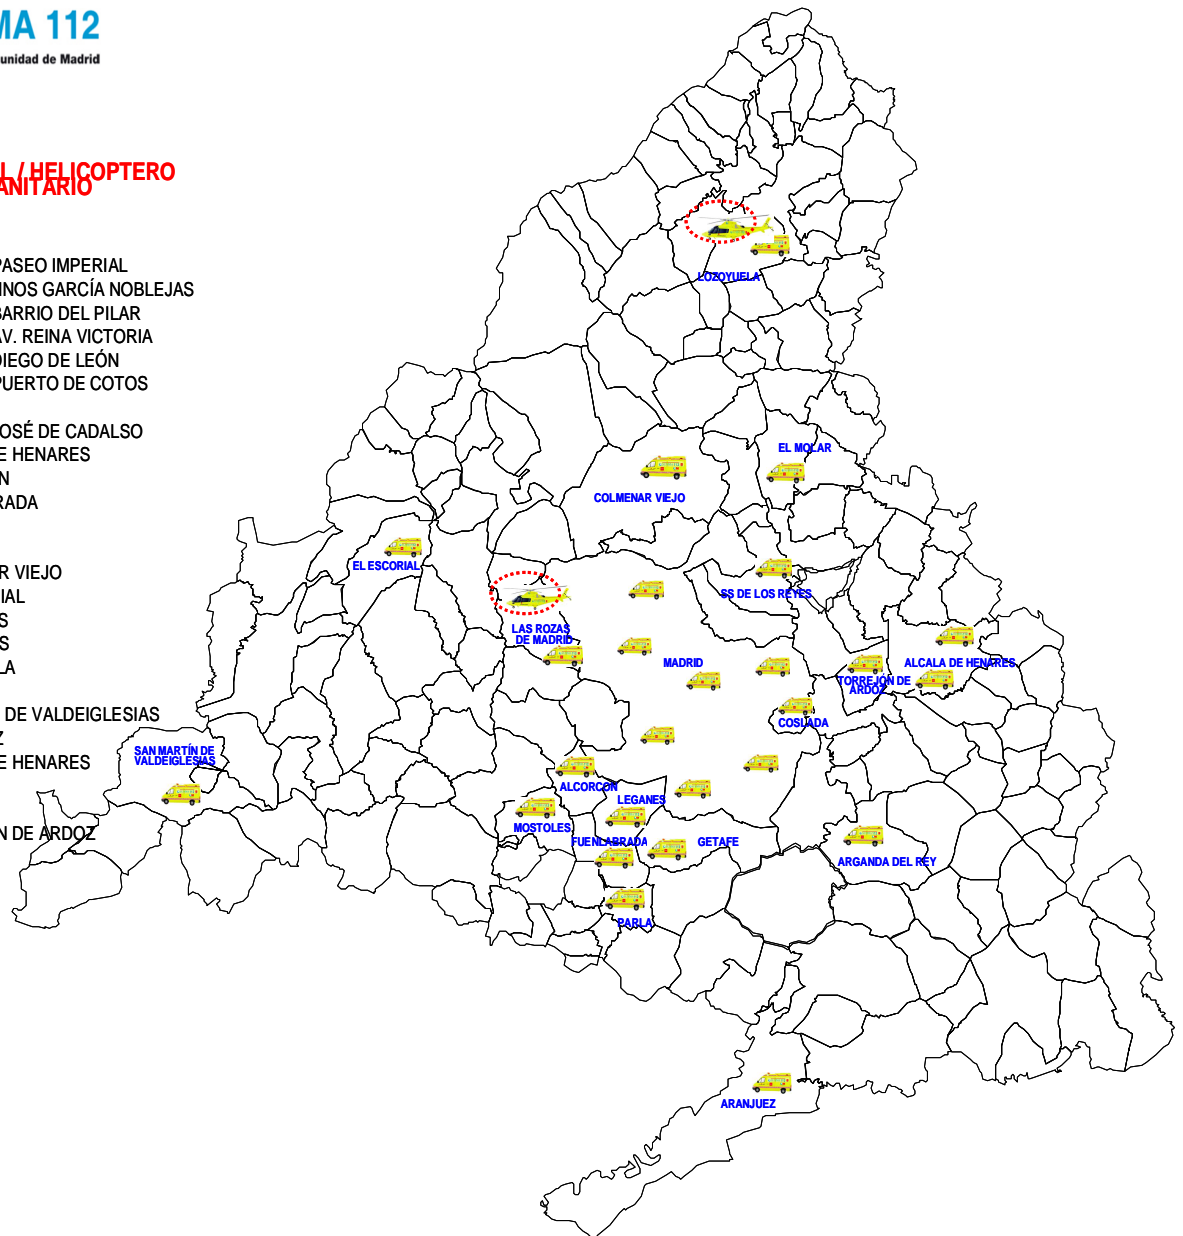 MA 112
unidad de Madrid
L / HELICOPTERO
ANITARIO
PASEO IMPERIAL
NOS GARCÍA NOBLEJAS
BARRIO DEL PILAR
AV. REINA VICTORIA
DIEGO DE LEÓN
PUERTO DE COTOS
OSÉ DE CADALSO
E HENARES
N
RADA
R VIEJO
IAL
S
S
LA
DE VALDEIGLESIAS
Z
E HENARES
N DE ARDOZ
LOZOYUELA
EL MOLAR
COLMENAR VIEJO
EL ESCORIAL
SS DE LOS REYES
LAS ROZAS
DE MADRID
MADRID
ALCALA DE HENARES
TORREJÓN DE
ARDOZ
COSLADA
SAN MARTÍN DE
VALDEIGLESIAS
ALCORCÓN
LEGANES
MOSTOLES
FUENLABRADA
GETAFE
ARGANDA DEL REY
PARLA
ARANJUEZ